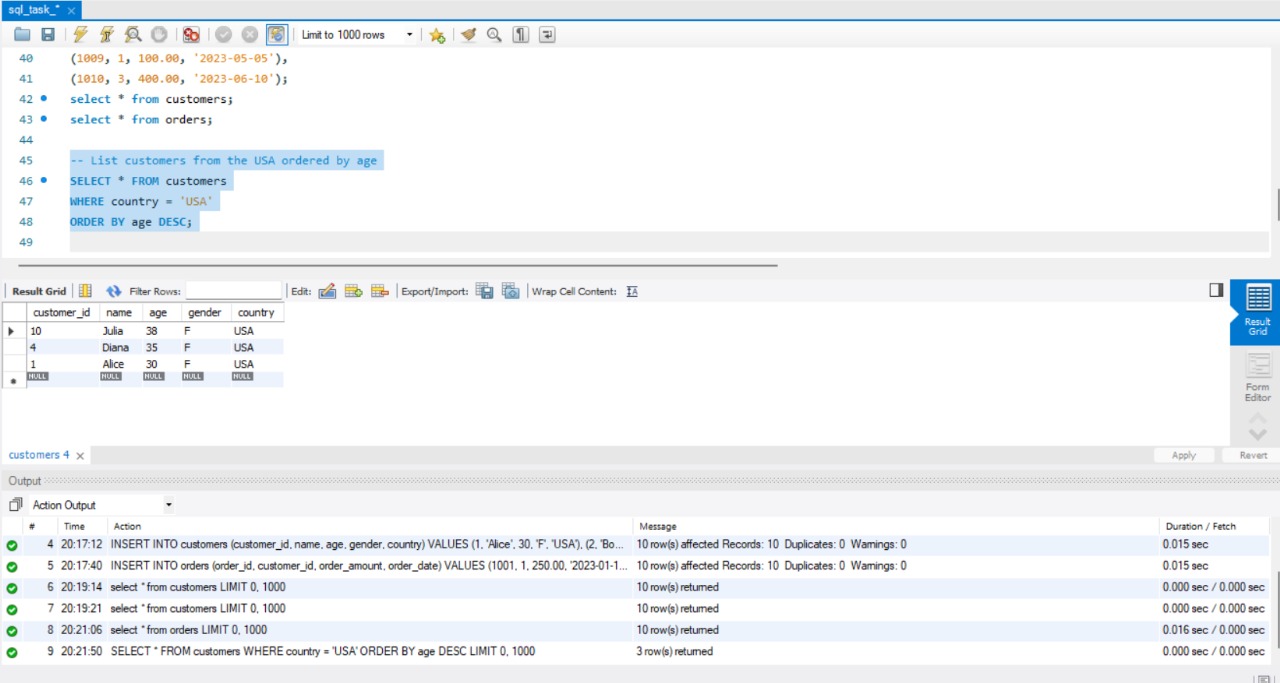 sql_task_*
Limit to 1000 rows
40 (1009, 1, 100.00, '2023-05-05'),
41 (1010, 3, 400.00, '2023-06-10');
42 select * from customers;
43 select * from orders;
44
45 -- List customers from the USA ordered by age
46 SELECT * FROM customers
47 WHERE country = 'USA'
48 ORDER BY age DESC;
49
Result Grid Filter Rows: Edit: Export/Import: Wrap Cell Content:
customer_id name age gender country
10 Julia 38 F USA
4 Diana 35 F USA
1 Alice 30 F USA
NULL NULL NULL NULL NULL
Result
Grid
Form
Editor
customers 4 Apply Revert
Output
Action Output
# Time Action Message Duration / Fetch
4 20:17:12 INSERT INTO customers (customer_id, name, age, gender, country) VALUES (1, 'Alice', 30, 'F', 'USA'), (2, 'Bo... 10 row(s) affected Records: 10 Duplicates: 0 Warnings: 0 0.015 sec
5 20:17:40 INSERT INTO orders (order_id, customer_id, order_amount, order_date) VALUES (1001, 1, 250.00, '2023-01-1... 10 row(s) affected Records: 10 Duplicates: 0 Warnings: 0 0.015 sec
6 20:19:14 select * from customers LIMIT 0, 1000 10 row(s) returned 0.000 sec / 0.000 sec
7 20:19:21 select * from customers LIMIT 0, 1000 10 row(s) returned 0.000 sec / 0.000 sec
8 20:21:06 select * from orders LIMIT 0, 1000 10 row(s) returned 0.016 sec / 0.000 sec
9 20:21:50 SELECT * FROM customers WHERE country = 'USA' ORDER BY age DESC LIMIT 0, 1000 3 row(s) returned 0.000 sec / 0.000 sec